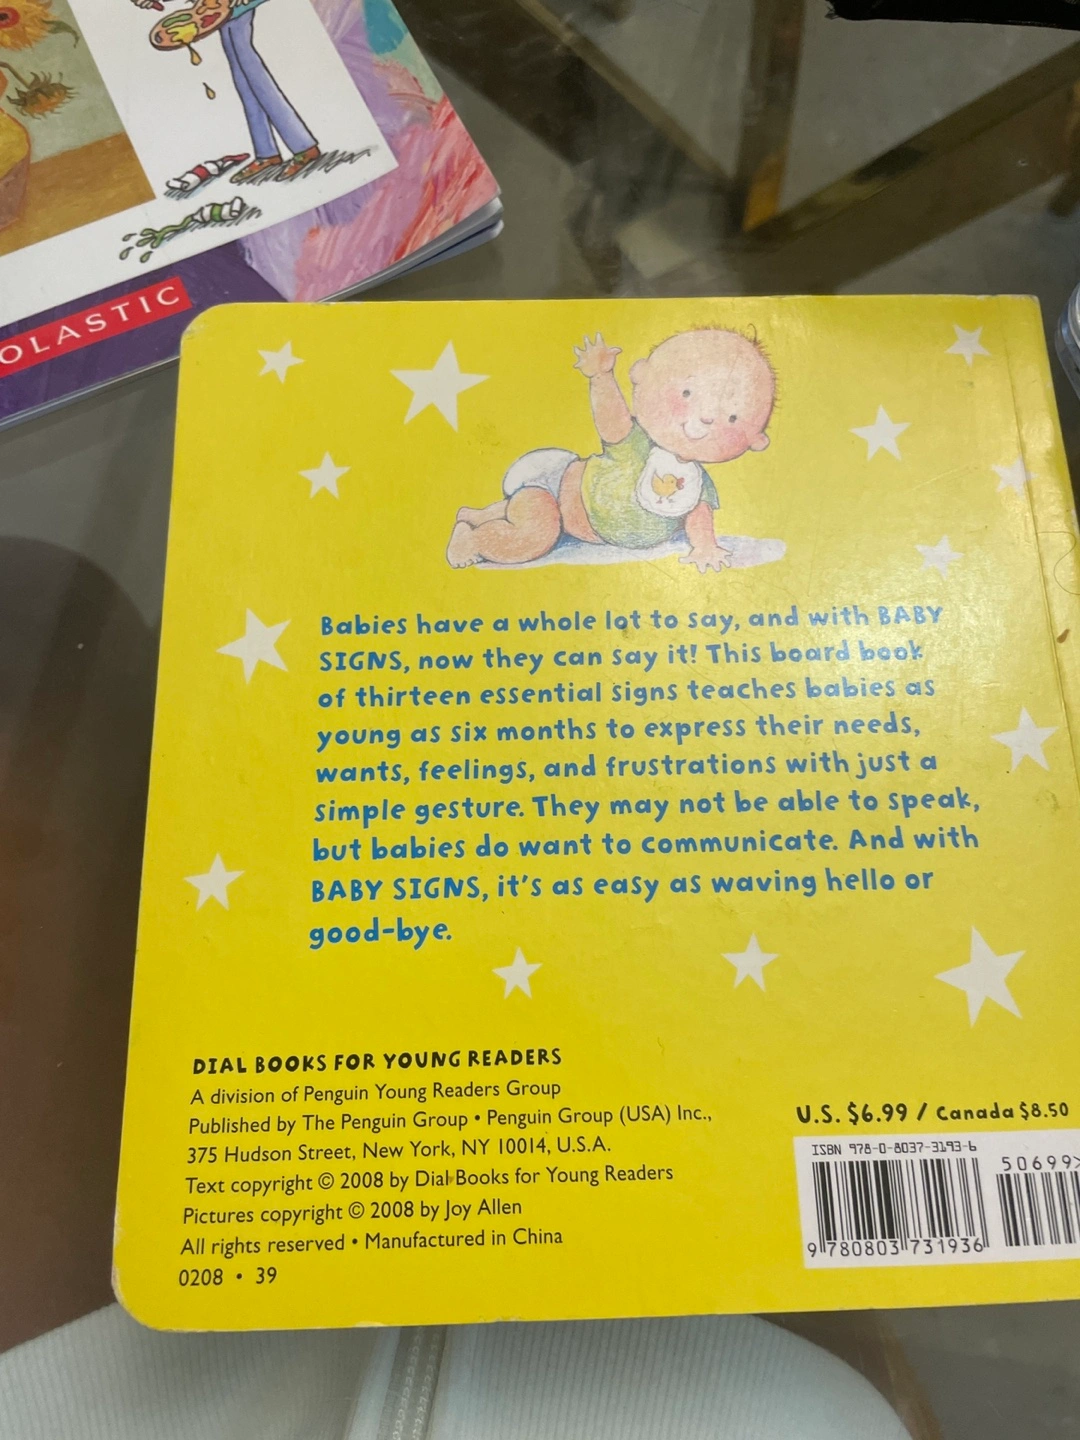 OLASTIC
Babies have a whole lot to say, and with BABY
SIGNS, now they can say it! This board book
of thirteen essential signs teaches babies as
young as six months to express their needs,
wants, feelings, and frustrations with just a
simple gesture. They may not be able to speak,
but babies do want to communicate. And with
BABY SIGNS, it's as easy as waving hello or
good-bye.
DIAL BOOKS FOR YOUNG READERS
A division of Penguin Young Readers Group
Published by The Penguin Group • Penguin Group (USA) Inc.,
375 Hudson Street, New York, NY 10014, U.S.A.
Text copyright © 2008 by Dial Books for Young Readers
Pictures copyright © 2008 by Joy Allen
All rights reserved • Manufactured in China
0208 • 39
U.S. $6.99 / Canada $8.50
ISBN 978-0-8037-3193-6
50699>
9 780803 731936